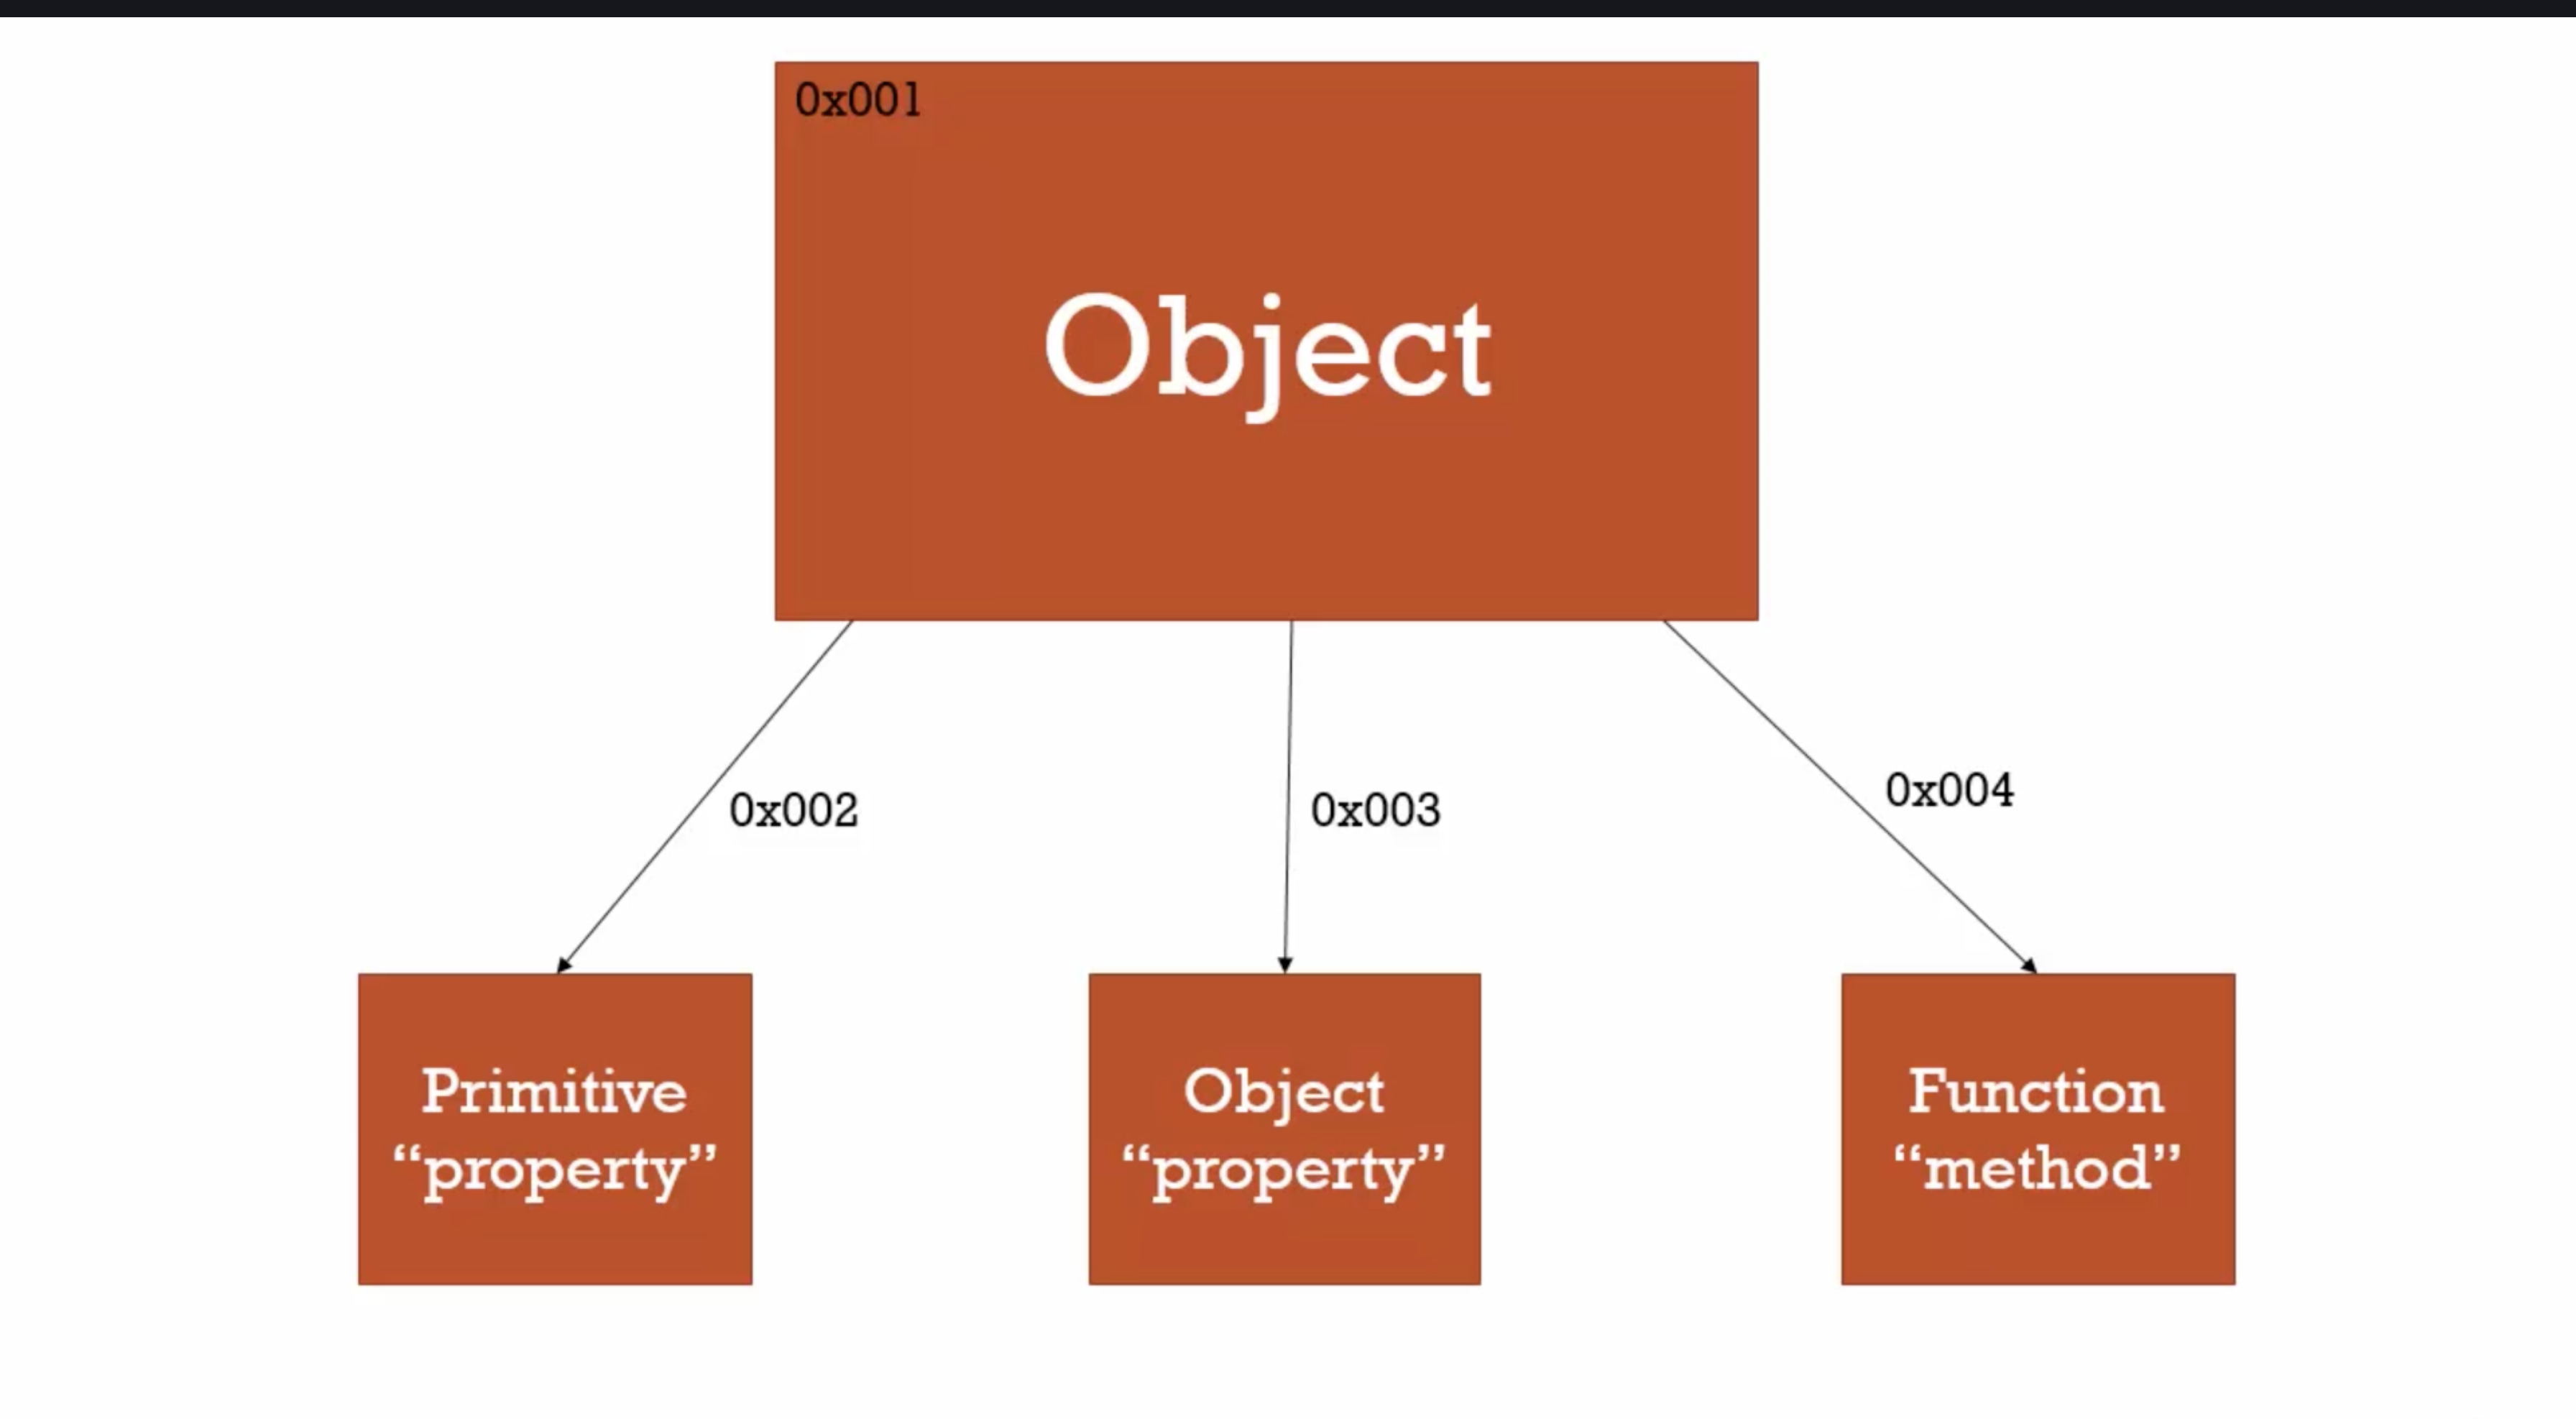 0x001
Object
0x002
0x003
0x004
Primitive
“property”
Object
“property”
Function
“method”